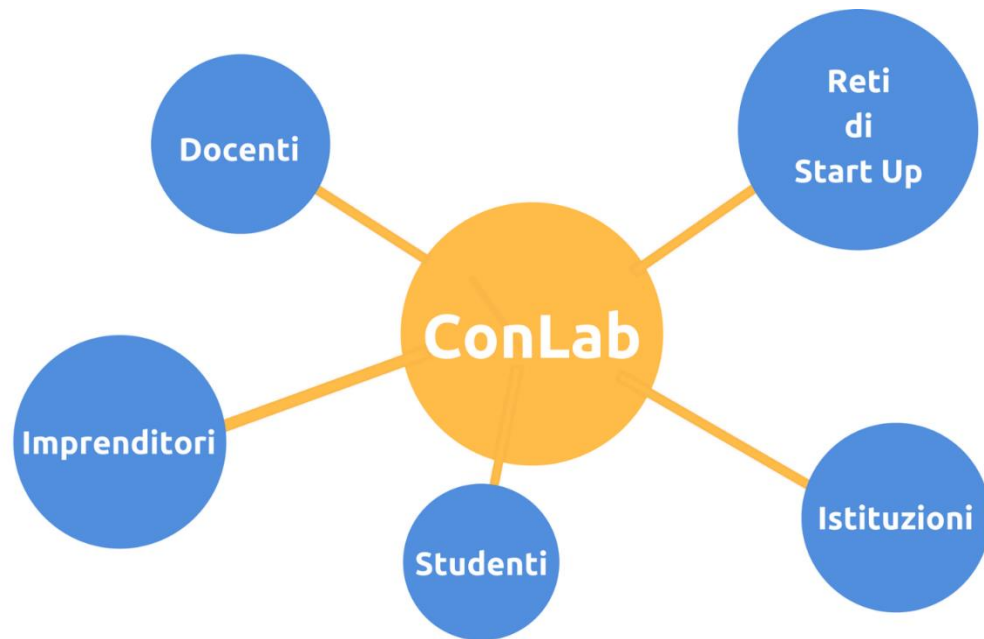 Docenti
Reti
di
Start Up
ConLab
Imprenditori
Studenti
Istituzioni